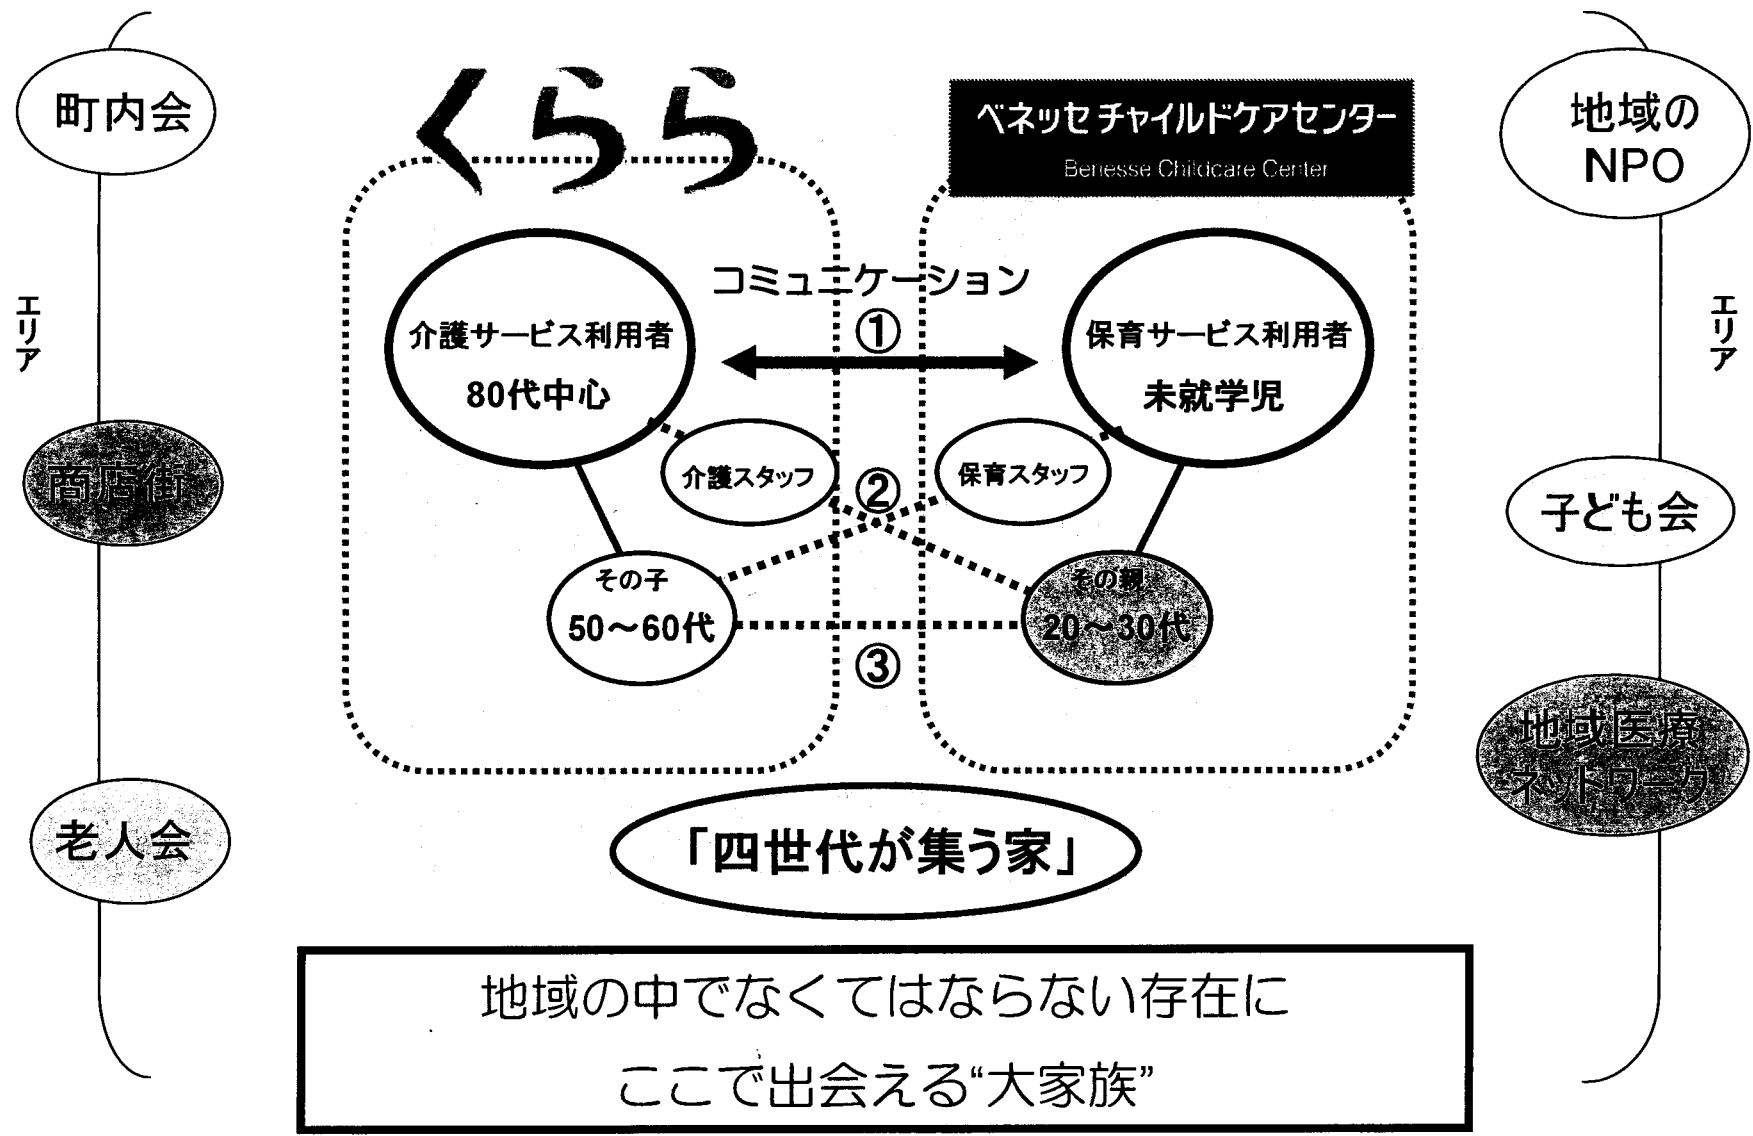 町内会
エリア
商店街
老人会
くらら
ベネッセチャイルドケアセンター
Benesse Childcare Center
コミュニケーション
①
介護サービス利用者
80代中心
保育サービス利用者
未就学児
介護スタッフ
②
保育スタッフ
その子
50～60代
その親
20～30代
③
「四世代が集う家」
地域の中でなくてはならない存在に
ここで出会える“大家族”
地域の
NPO
エリア
子ども会
地域医療
ネットワーク